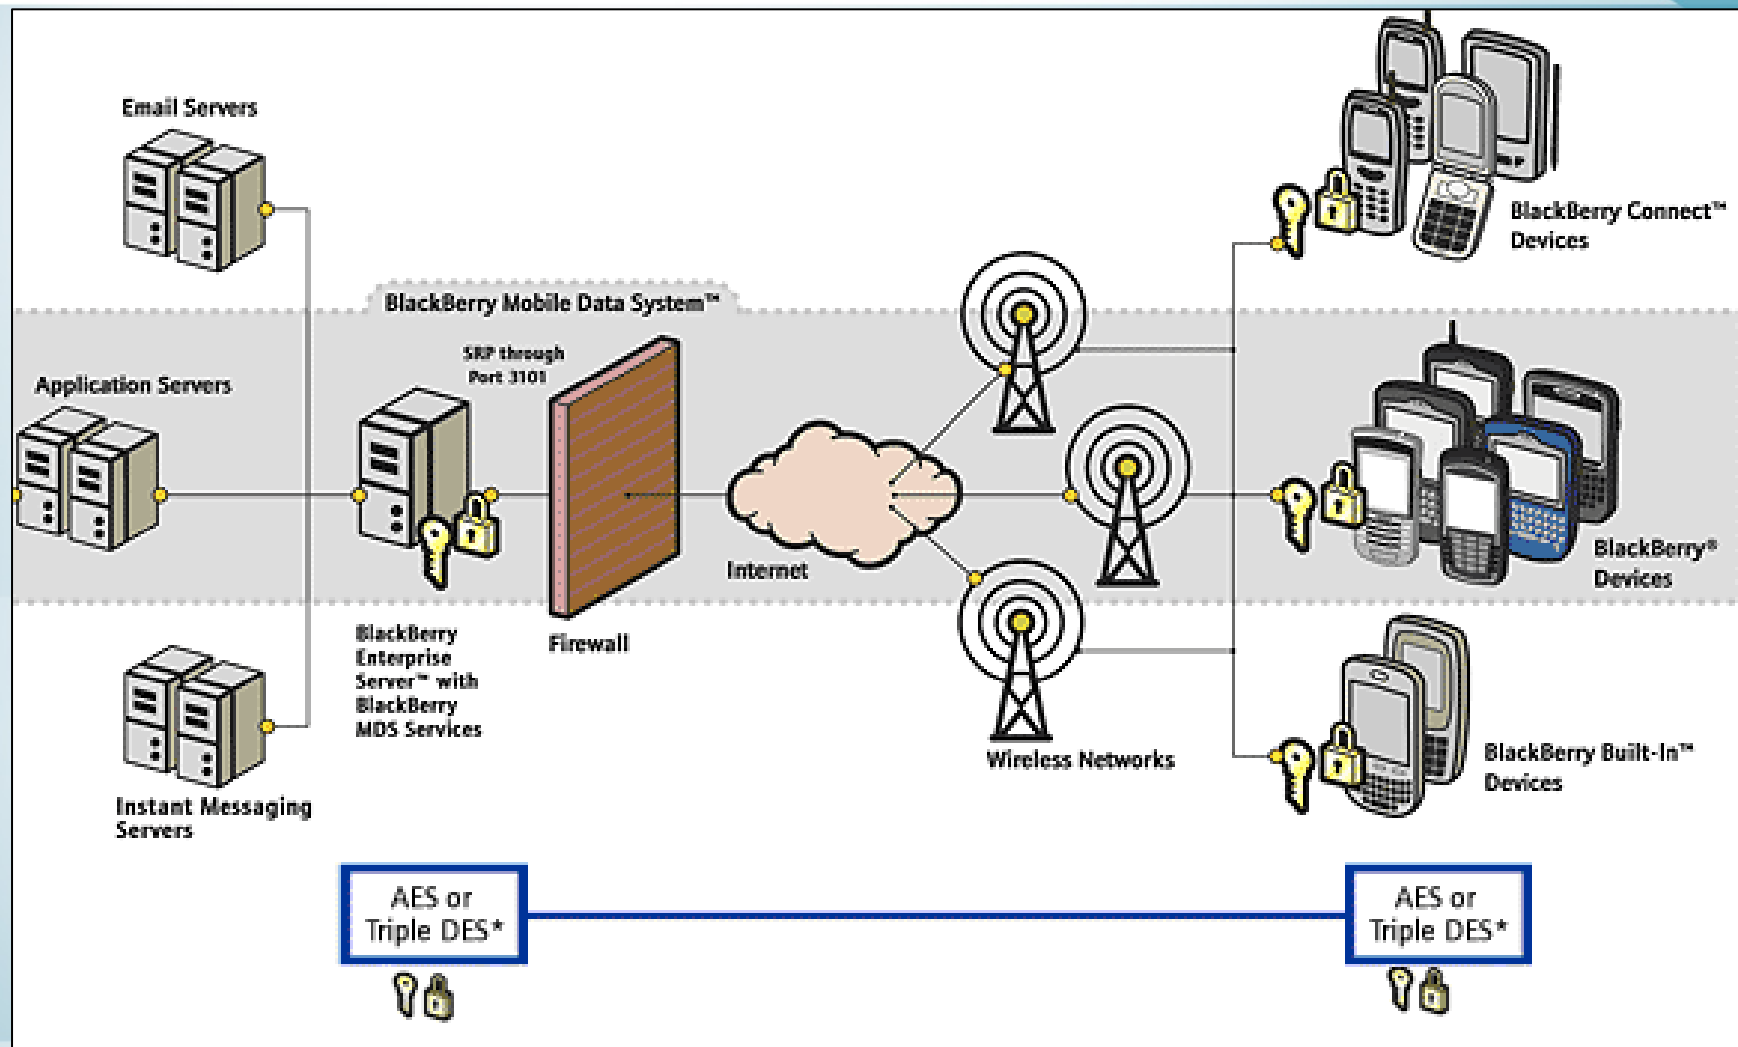 Email Servers
BlackBerry Connect™
Devices
BlackBerry Mobile Data System™
SRP through
Port 3101
Application Servers
Internet
BlackBerry®
Devices
BlackBerry
Enterprise
Server™ with
BlackBerry
MDS Services
Firewall
Wireless Networks
BlackBerry Built-In™
Devices
Instant Messaging
Servers
AES or
Triple DES*
AES or
Triple DES*